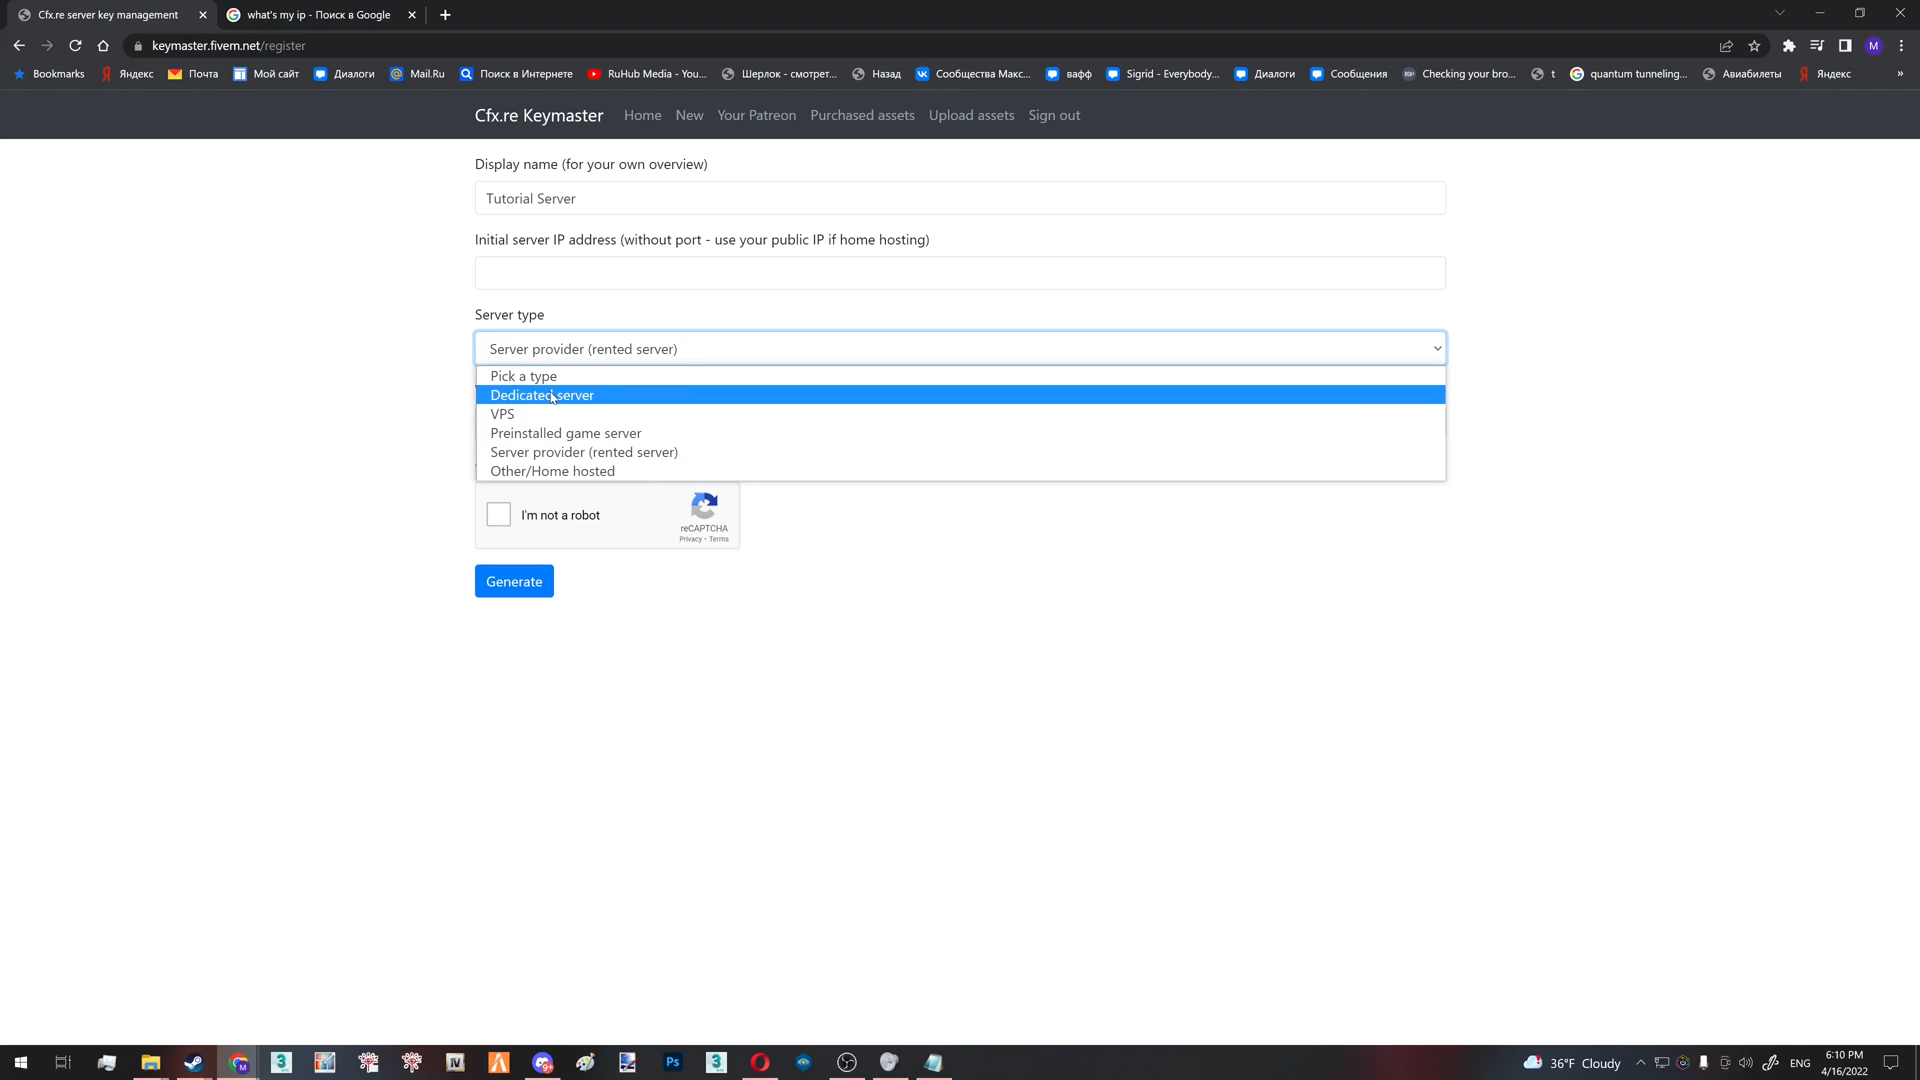 Cfx.re server key management
what's my ip - Поиск в Google
keymaster.fivem.net/register
M
Bookmarks
Яндекс
Почта
Мой сайт
Диалоги
Mail.Ru
Поиск в Интернете
RuHub Media - You...
Шерлок - смотрет...
Назад
Сообщества Макс...
вафф
Sigrid - Everybody...
Диалоги
Сообщения
Checking your bro...
t
quantum tunneling...
Авиабилеты
Яндекс
»
Cfx.re Keymaster Home New Your Patreon Purchased assets Upload assets Sign out
Display name (for your own overview)
Tutorial Server
Initial server IP address (without port - use your public IP if home hosting)
Server type
Server provider (rented server)
Pick a type
Dedicated server
VPS
Preinstalled game server
Server provider (rented server)
Other/Home hosted
I'm not a robot
reCAPTCHA
Privacy - Terms
Generate
36°F Cloudy
ENG
6:10 PM
4/16/2022